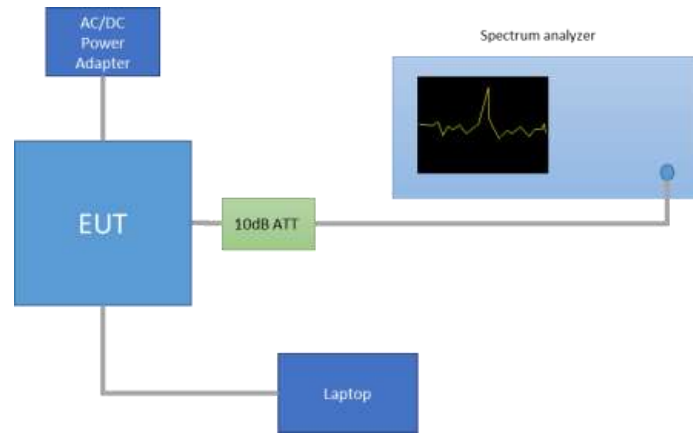 AC/DC
Power
Adapter
Spectrum analyzer
EUT
10dB ATT
Laptop